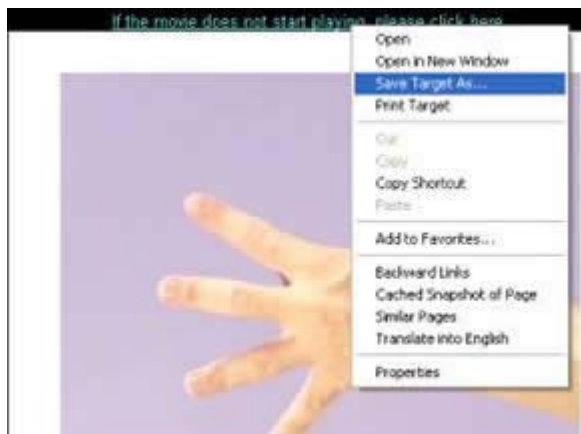 If the movie does not start playing, please click here
Open
Open in New Window
Save Target As...
Print Target
Cut
Copy
Copy Shortcut
Paste
Add to Favorites...
Backward Links
Cached Snapshot of Page
Similar Pages
Translate into English
Properties